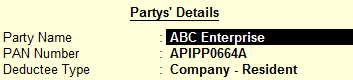 Partys' Details
Party Name : ABC Enterprise
PAN Number : APIPP0664A
Deductee Type : Company - Resident